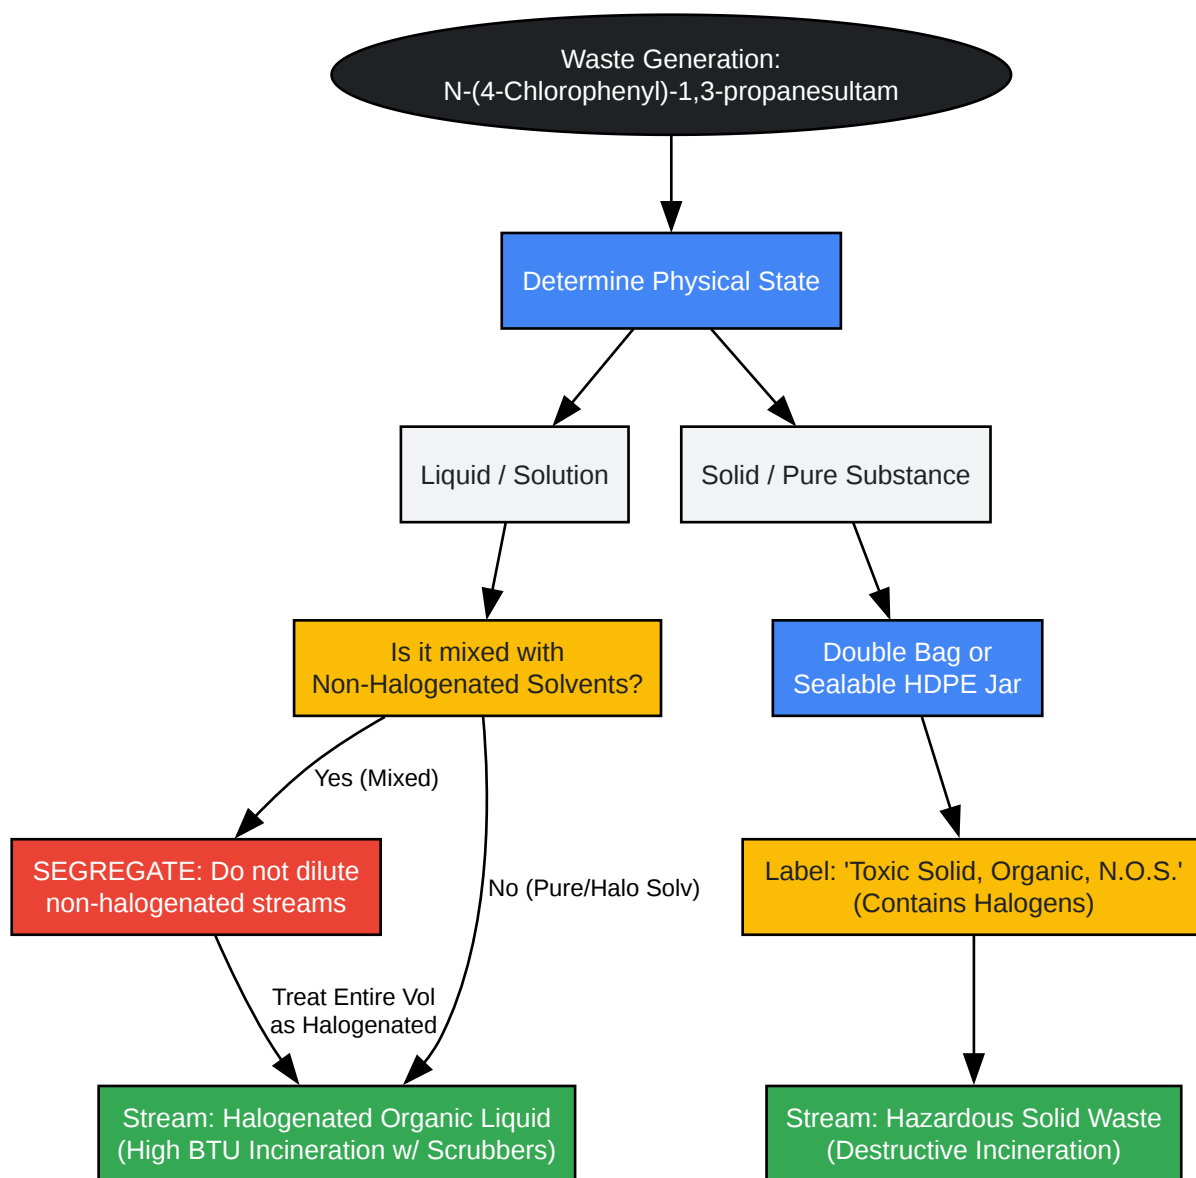 Waste Generation:
N-(4-Chlorophenyl)-1,3-propanesultam
Determine Physical State
Liquid / Solution
Solid / Pure Substance
Is it mixed with
Non-Halogenated Solvents?
Double Bag or
Sealable HDPE Jar
Yes (Mixed)
No (Pure/Halo Solv)
SEGREGATE: Do not dilute
non-halogenated streams
Label: 'Toxic Solid, Organic, N.O.S.'
(Contains Halogens)
Treat Entire Vol
as Halogenated
Stream: Halogenated Organic Liquid
(High BTU Incineration w/ Scrubbers)
Stream: Hazardous Solid Waste
(Destructive Incineration)